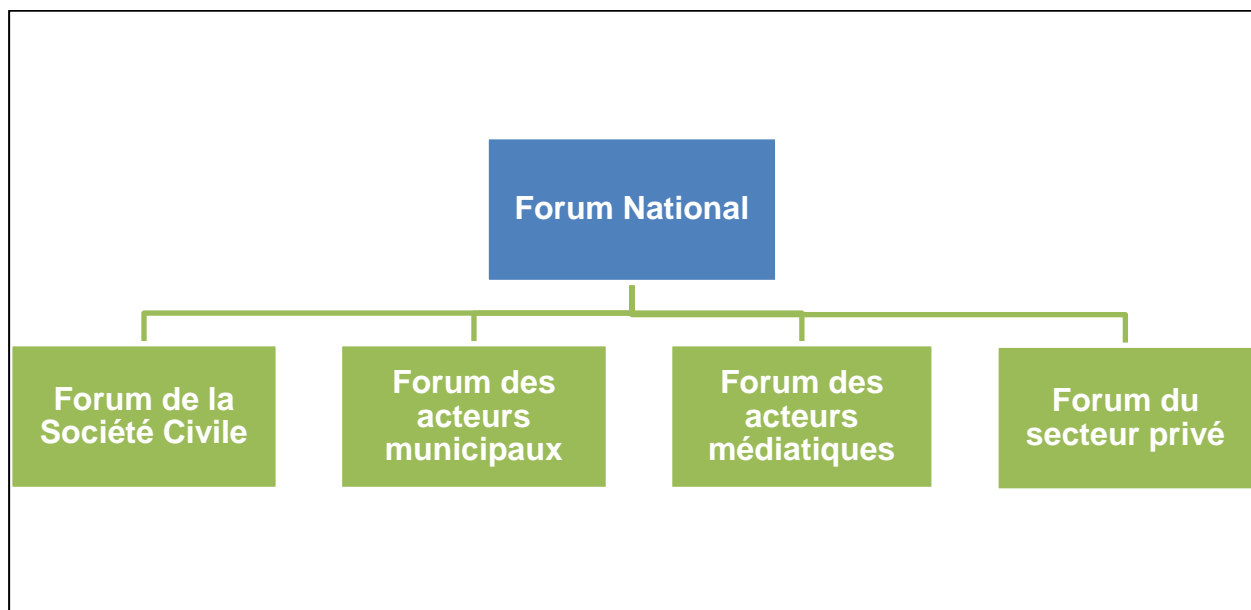 Forum National
Forum de la
Société Civile
Forum des
acteurs
municipaux
Forum des
acteurs
médiatiques
Forum du
secteur privé